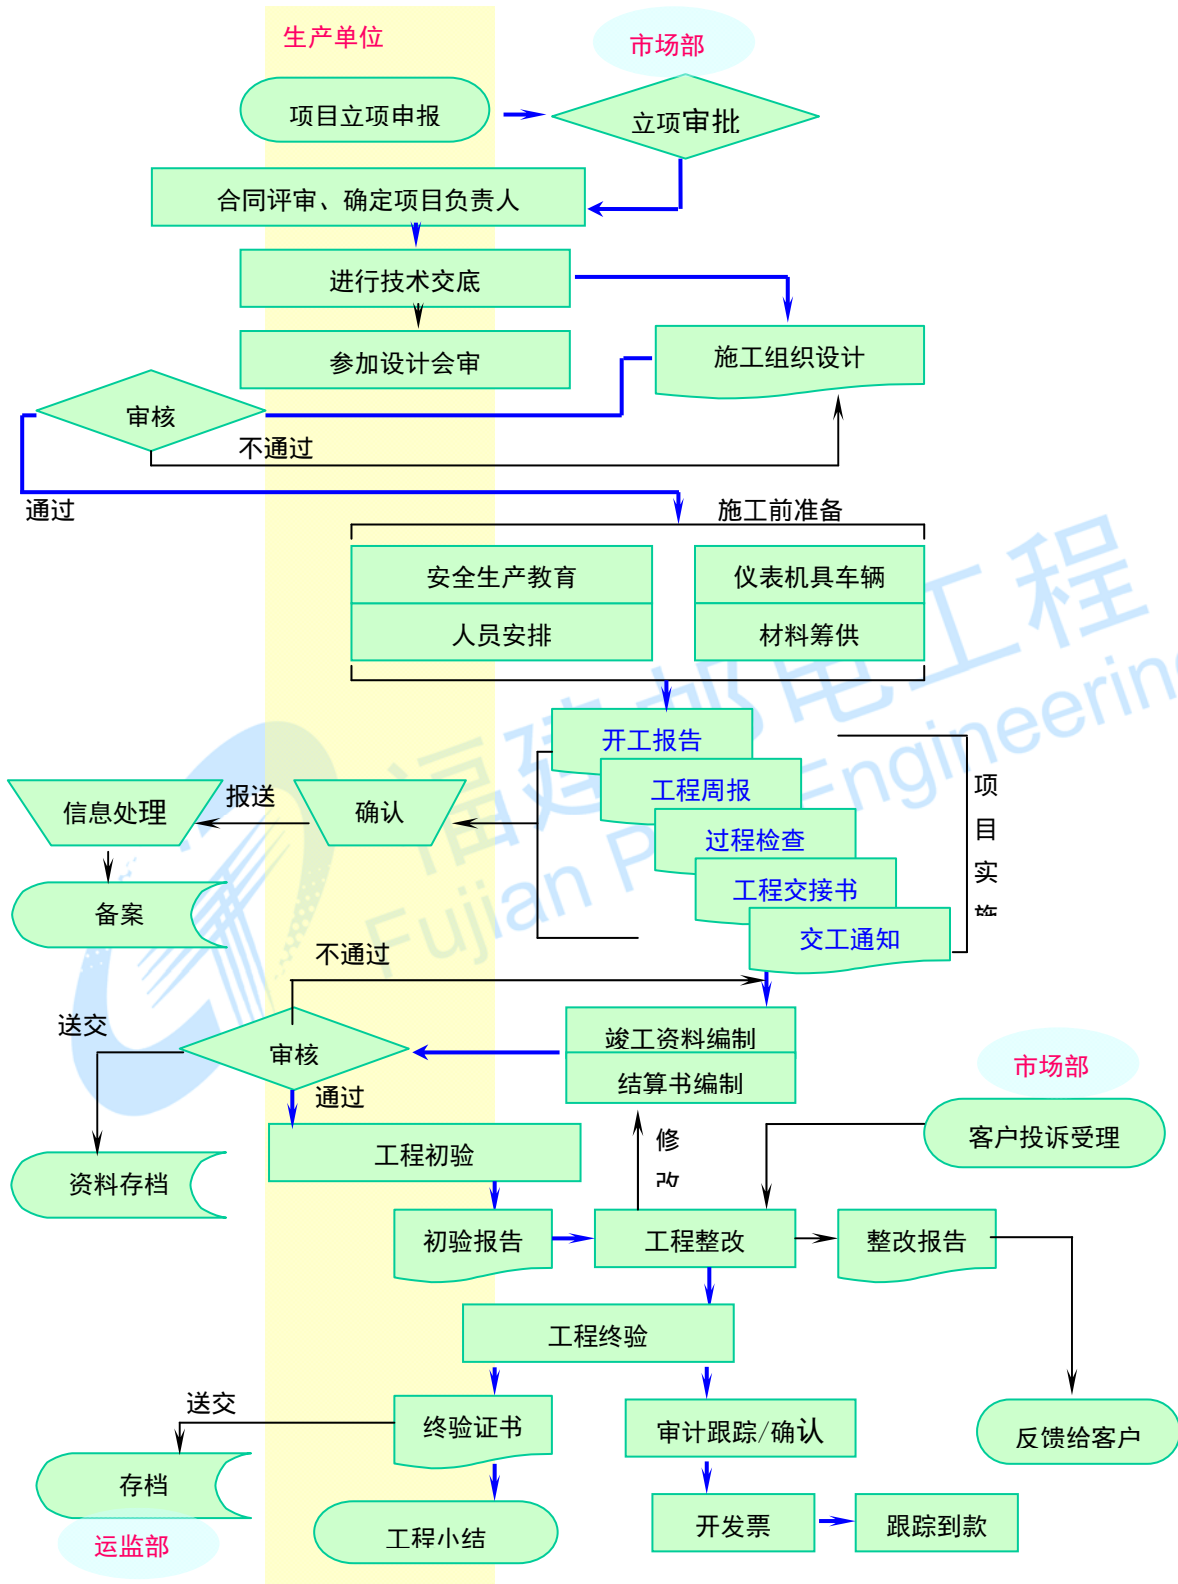 生产单位
市场部
项目立项申报
立项审批
合同评审、确定项目负责人
进行技术交底
参加设计会审
施工组织设计
审核
不通过
通过
施工前准备
安全生产教育
仪表机具车辆
人员安排
材料筹供
福建邮电工程
Fujian P Engineerin
开工报告
工程周报
过程检查
工程交接书
交工通知
项
目
实
施
信息处理
报送
确认
备案
不通过
送交
审核
通过
竣工资料编制
结算书编制
市场部
客户投诉受理
修
改
资料存档
工程初验
初验报告
工程整改
整改报告
工程终验
送交
终验证书
审计跟踪/确认
反馈给客户
存档
运监部
工程小结
开发票
跟踪到款